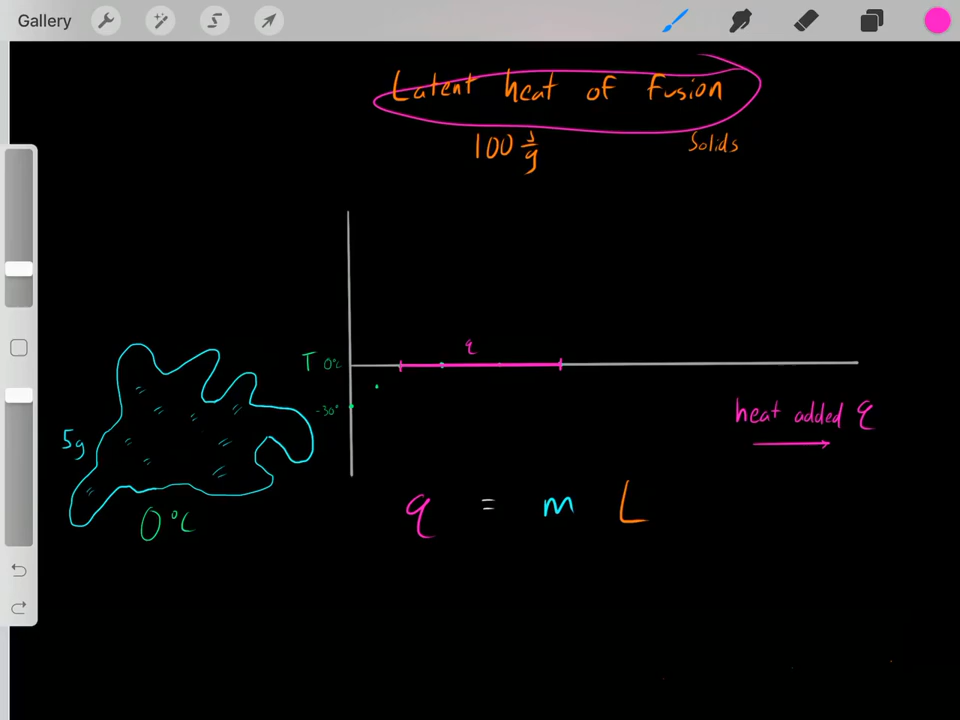 Gallery
Latent heat of fusion
100 J/g
Solids
q
T 0°C
-30°
heat added q
5g
0°C
q = m L